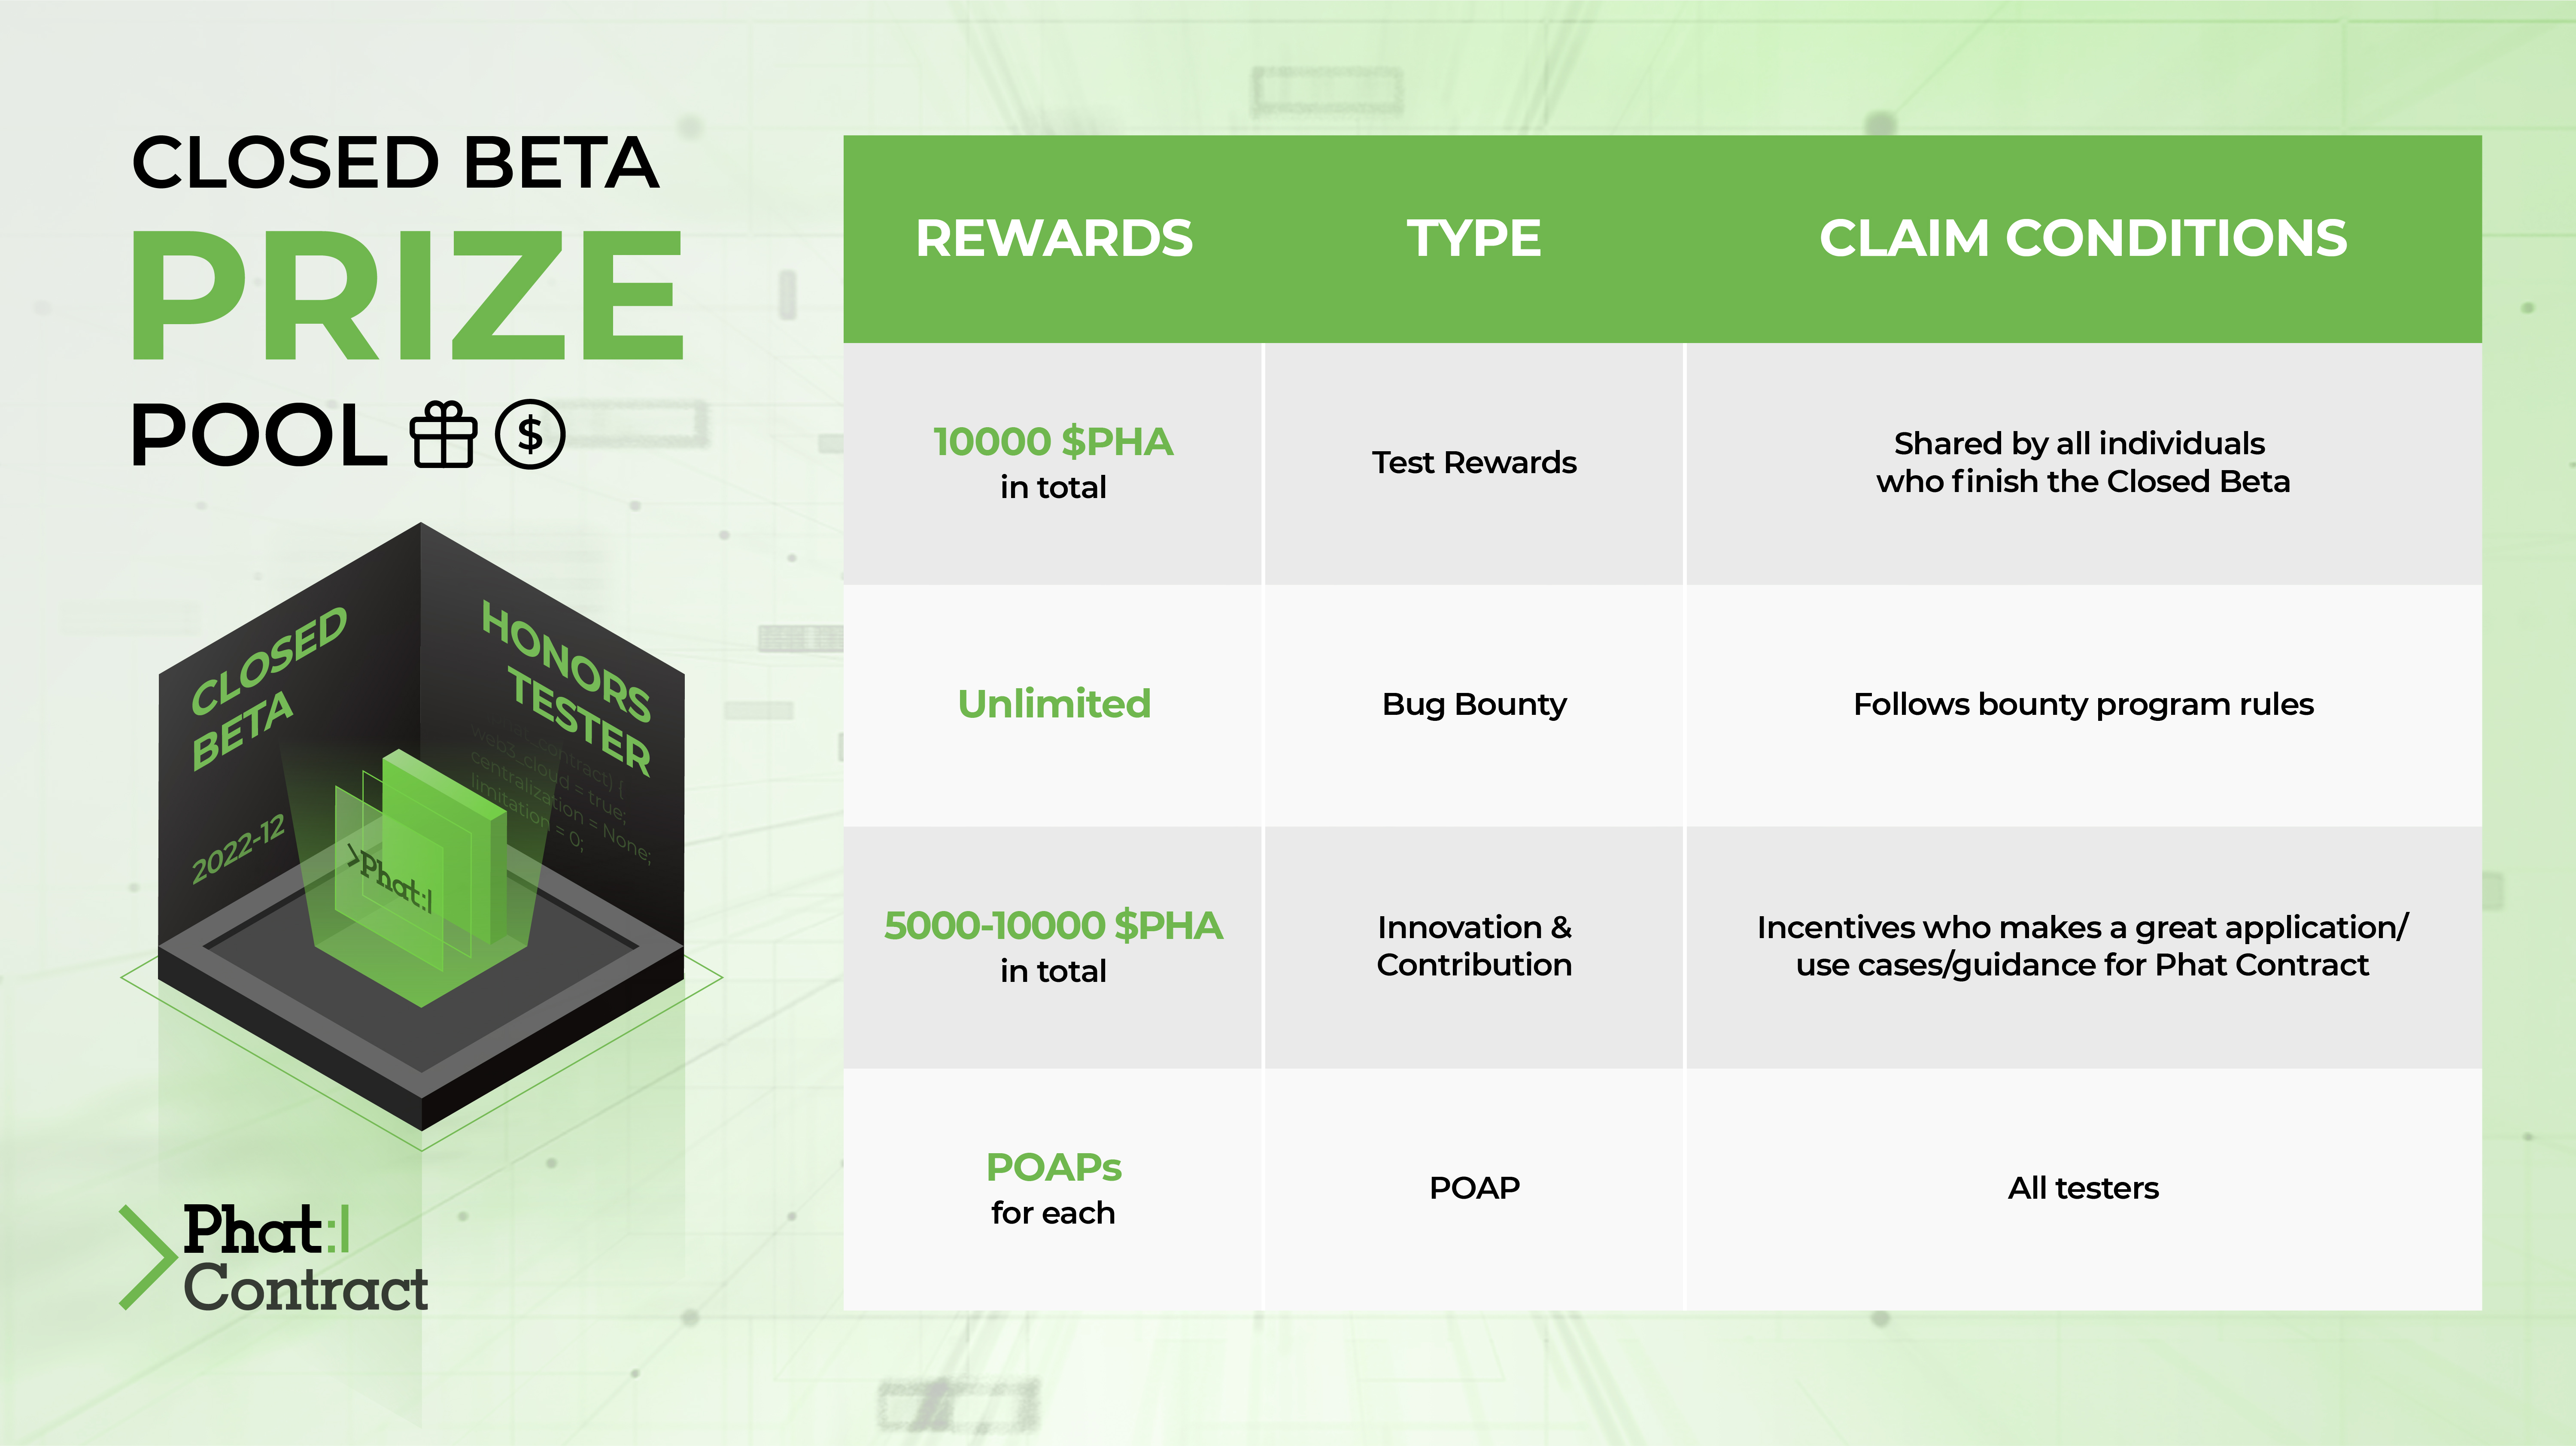 CLOSED BETA
PRIZE
POOL
$
CLOSED
BETA
2022-12
HONORS
TESTER
contract) {
web3_cloud = true;
centralization = None;
limitation = 0;
>Phat:|
Phat:|
Contract
REWARDS TYPE CLAIM CONDITIONS
10000 $PHA
in total
Test Rewards
Shared by all individuals
who finish the Closed Beta
Unlimited
Bug Bounty
Follows bounty program rules
5000-10000 $PHA
in total
Innovation &
Contribution
Incentives who makes a great application/
use cases/guidance for Phat Contract
POAPs
for each
POAP
All testers